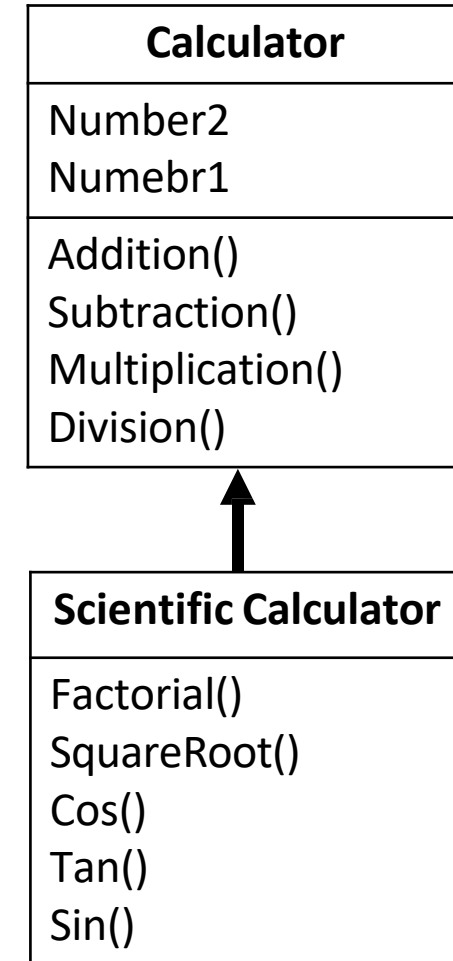 Calculator
Number2
Numebr1
Addition()
Subtraction()
Multiplication()
Division()
Scientific Calculator
Factorial()
SquareRoot()
Cos()
Tan()
Sin()